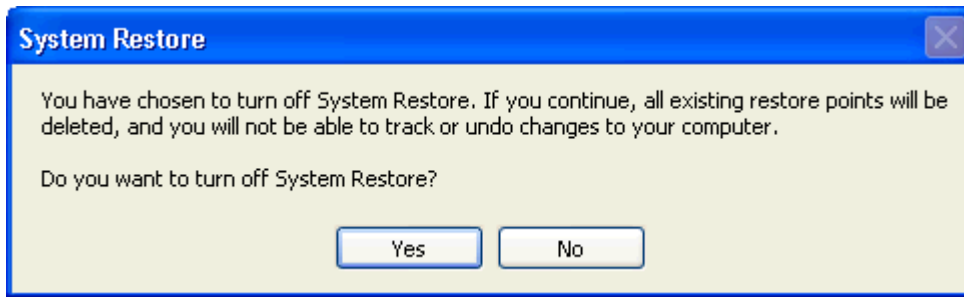 System Restore
You have chosen to turn off System Restore. If you continue, all existing restore points will be
deleted, and you will not be able to track or undo changes to your computer.
Do you want to turn off System Restore?
Yes
No